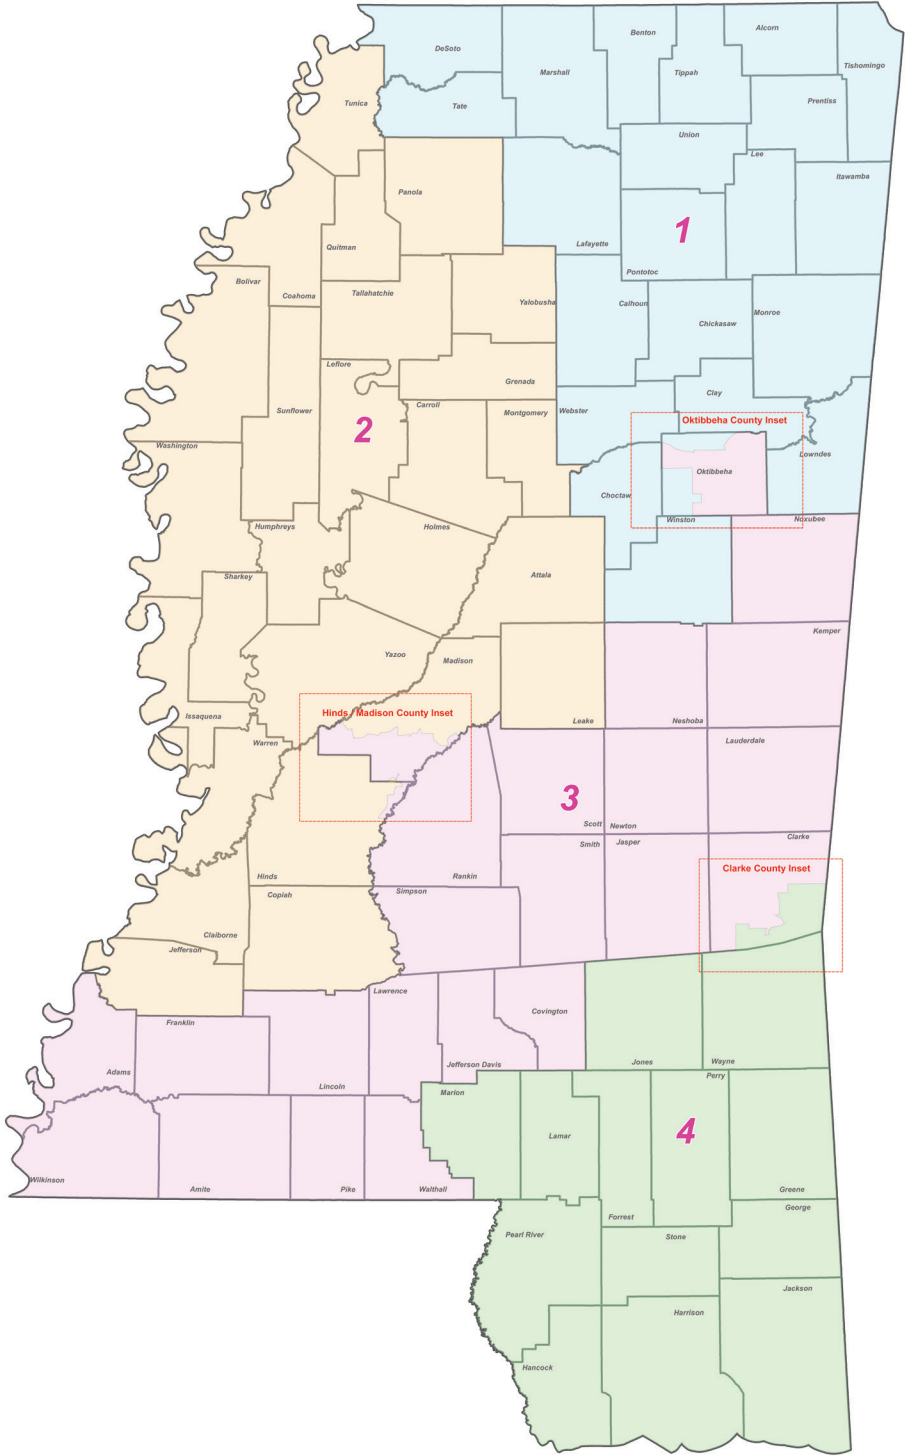 Benton
Alcorn
DeSoto
Tishomingo
Marshall
Tippah
Tunica
Tate
Prentiss
Union
Lee
Itawamba
Panola
1
Quitman
Lafayette
Pontotoc
Bolivar
Coahoma
Tallahatchie
Yalobusha
Calhoun
Monroe
Chickasaw
Leflore
Grenada
Clay
Sunflower
Carroll
Montgomery
Webster
2
Oktibbeha County Inset
Washington
Lowndes
Oktibbeha
Choctaw
Humphreys
Holmes
Winston
Noxubee
Sharkey
Attala
Kemper
Yazoo
Madison
Issaquena
Hinds / Madison County Inset
Leake
Neshoba
Warren
Lauderdale
3
Scott
Newton
Clarke
Smith
Jasper
Hinds
Rankin
Clarke County Inset
Copiah
Simpson
Claiborne
Jefferson
Lawrence
Covington
Franklin
Jefferson Davis
Jones
Wayne
Adams
Lincoln
Marion
Perry
4
Lamar
Wilkinson
Amite
Pike
Walthall
Greene
George
Forrest
Pearl River
Stone
Jackson
Harrison
Hancock